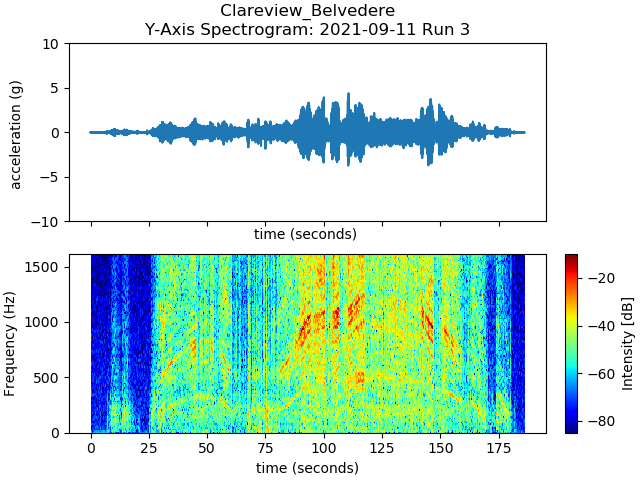 Clareview_Belvedere
Y-Axis Spectrogram: 2021-09-11 Run 3
10
5
0
−5
−10
acceleration (g)
time (seconds)
1500
1000
500
0
Frequency (Hz)
0 25 50 75 100 125 150 175
time (seconds)
−20
−40
−60
−80
Intensity [dB]